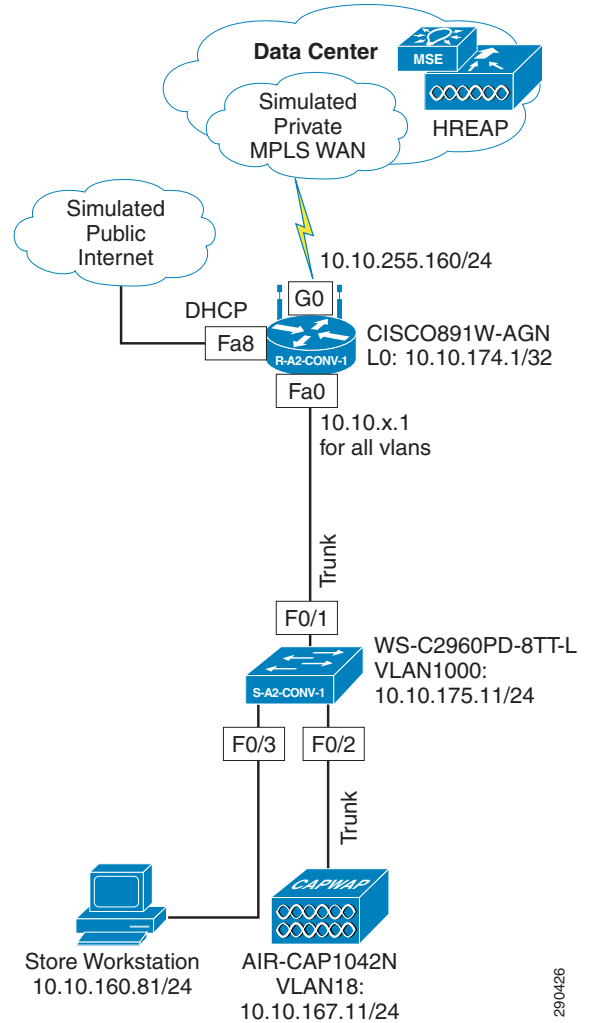 Data Center
MSE
HREAP
Simulated
Private
MPLS WAN
Simulated
Public
Internet
10.10.255.160/24
G0
DHCP
Fa8
R-A2-CONV-1
CISCO891W-AGN
L0: 10.10.174.1/32
Fa0
10.10.x.1
for all vlans
Trunk
F0/1
S-A2-CONV-1
WS-C2960PD-8TT-L
VLAN1000:
10.10.175.11/24
F0/3
F0/2
Trunk
CAPWAP
Store Workstation
10.10.160.81/24
AIR-CAP1042N
VLAN18:
10.10.167.11/24
290426